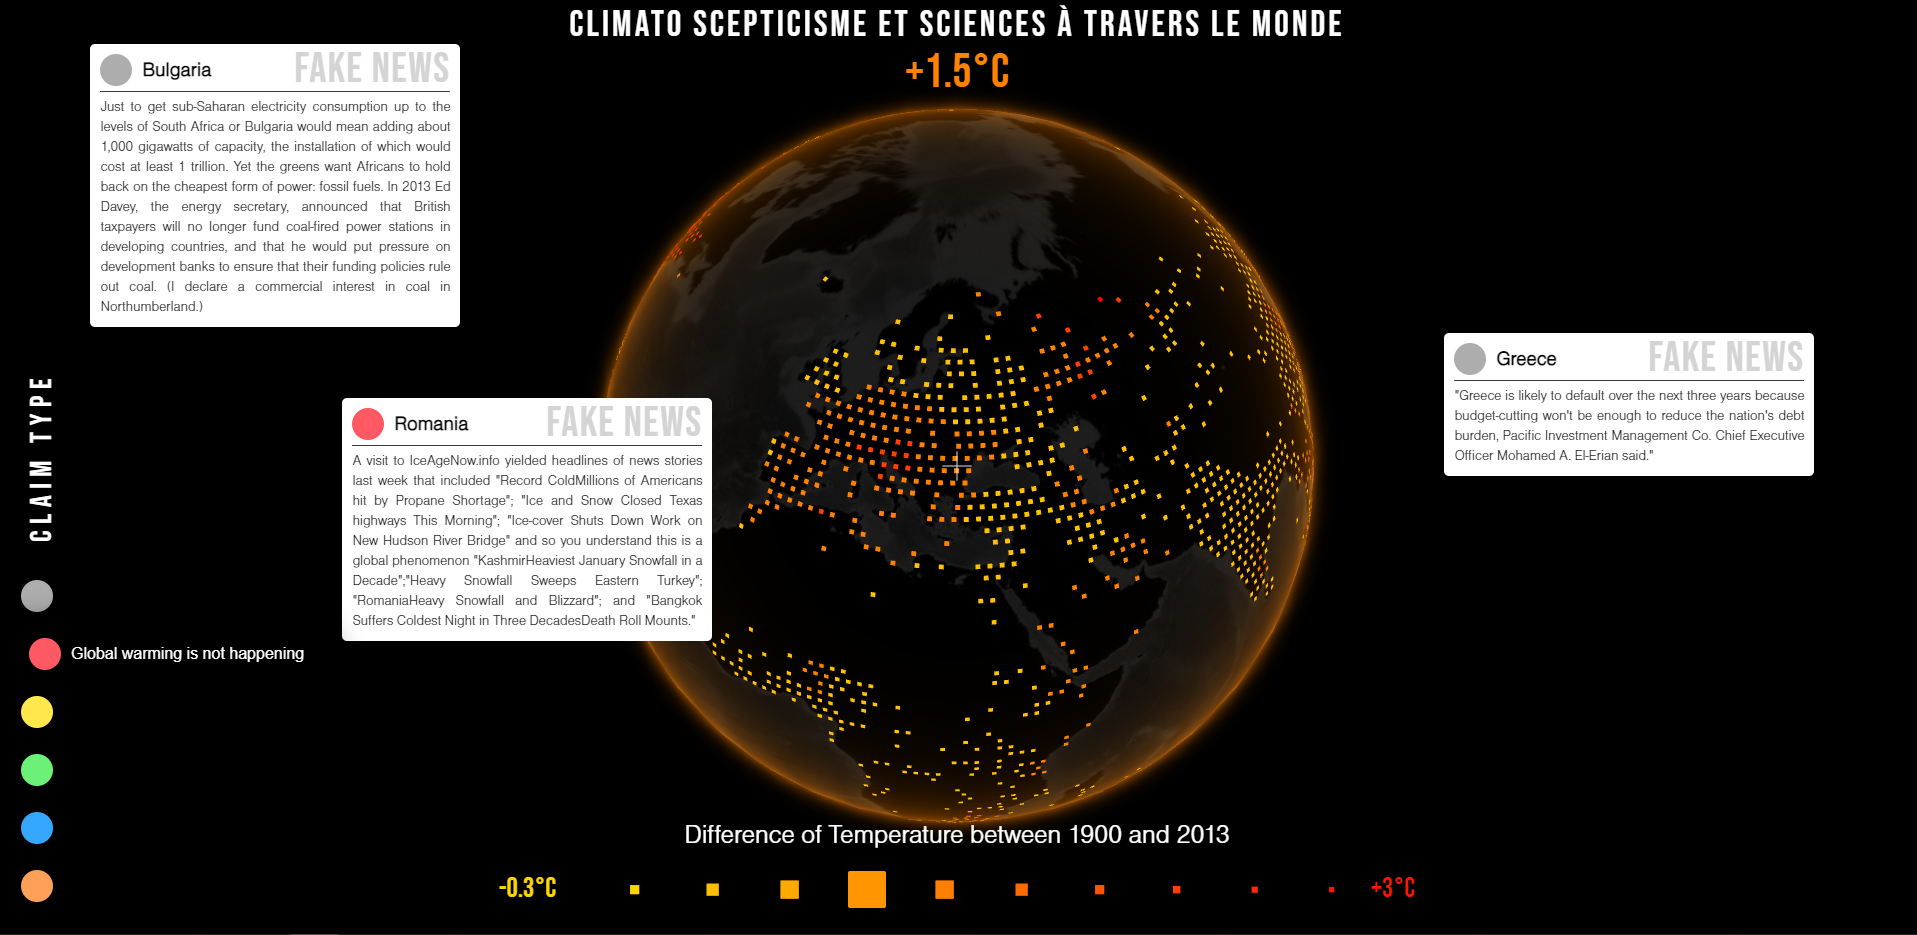 CLIMATO SCEPTICISME ET SCIENCES À TRAVERS LE MONDE
+1.5°C
Bulgaria
FAKE NEWS
Just to get sub-Saharan electricity consumption up to the
levels of South Africa or Bulgaria would mean adding about
1,000 gigawatts of capacity, the installation of which would
cost at least 1 trillion. Yet the greens want Africans to hold
back on the cheapest form of power: fossil fuels. In 2013 Ed
Davey, the energy secretary, announced that British
taxpayers will no longer fund coal-fired power stations in
developing countries, and that he would put pressure on
development banks to ensure that their funding policies rule
out coal. (I declare a commercial interest in coal in
Northumberland.)
Greece
FAKE NEWS
"Greece is likely to default over the next three years because
budget-cutting won't be enough to reduce the nation's debt
burden, Pacific Investment Management Co. Chief Executive
Officer Mohamed A. El-Erian said."
Romania
FAKE NEWS
A visit to IceAgeNow.info yielded headlines of news stories
last week that included "Record ColdMillions of Americans
hit by Propane Shortage"; "Ice and Snow Closed Texas
highways This Morning"; "Ice-cover Shuts Down Work on
New Hudson River Bridge" and so you understand this is a
global phenomenon "KashmirHeaviest January Snowfall in a
Decade";"Heavy Snowfall Sweeps Eastern Turkey";
"RomaniaHeavy Snowfall and Blizzard"; and "Bangkok
Suffers Coldest Night in Three DecadesDeath Roll Mounts."
CLAIM TYPE
Global warming is not happening
Difference of Temperature between 1900 and 2013
-0.3°C
+3°C